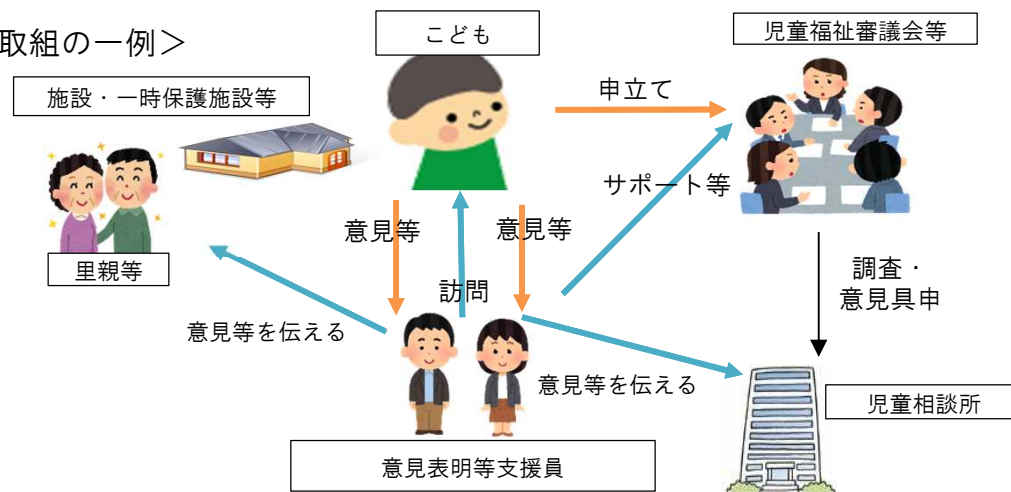 取組の一例＞
こども
児童福祉審議会等
施設・一時保護施設等
申立て
サポート等
意見等
意見等
里親等
訪問
調査・
意見具申
意見等を伝える
意見等を伝える
児童相談所
意見表明等支援員